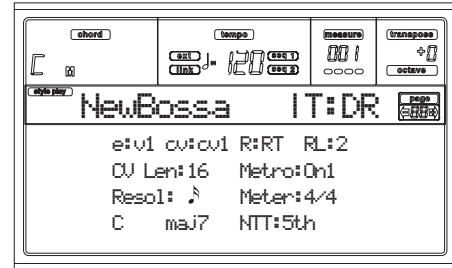 chord tempo measure transpose
ext seq 1 001 +0
C M link = 120 seq 2 octave
style play NewBossa IT:DR page
e:v1 cv:cv1 R:RT RL:2
CV Len:16 Metro:On1
Resol: Meter:4/4
C maj7 NTT:5th